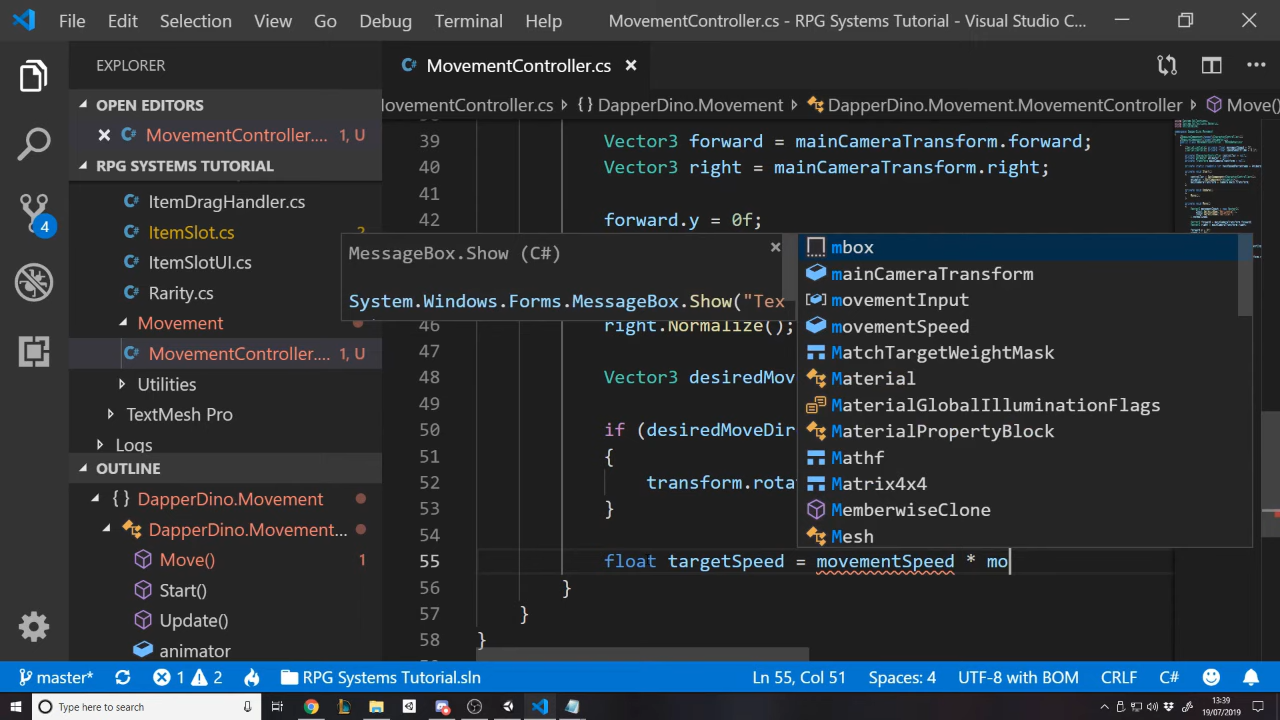 File Edit Selection View Go Debug Terminal Help MovementController.cs - RPG Systems Tutorial - Visual Studio C...
EXPLORER
OPEN EDITORS
MovementController.... 1, U
RPG SYSTEMS TUTORIAL
ItemDragHandler.cs
ItemSlot.cs 2
ItemSlotUI.cs
Rarity.cs
Movement
MovementController.... 1, U
Utilities
TextMesh Pro
Logs
OUTLINE
{ } DapperDino.Movement
DapperDino.Movement...
Move() 1
Start()
Update()
animator
4
MovementController.cs
ovementController.cs > { } DapperDino.Movement > DapperDino.Movement.MovementController > Move()
39 Vector3 forward = mainCameraTransform.forward;
40 Vector3 right = mainCameraTransform.right;
41
42 forward.y = 0f;
MessageBox.Show (C#)
System.Windows.Forms.MessageBox.Show("Tex
46 right.Normalize();
47
48 Vector3 desiredMov
49
50 if (desiredMoveDir
51 {
52 transform.rota
53 }
54
55 float targetSpeed = movementSpeed * mo
56 }
57 }
58 }
mbox
mainCameraTransform
movementInput
movementSpeed
MatchTargetWeightMask
Material
MaterialGlobalIlluminationFlags
MaterialPropertyBlock
Mathf
Matrix4x4
MemberwiseClone
Mesh
master* 1 2 RPG Systems Tutorial.sln Ln 55, Col 51 Spaces: 4 UTF-8 with BOM CRLF C#
Type here to search
13:39
19/07/2019